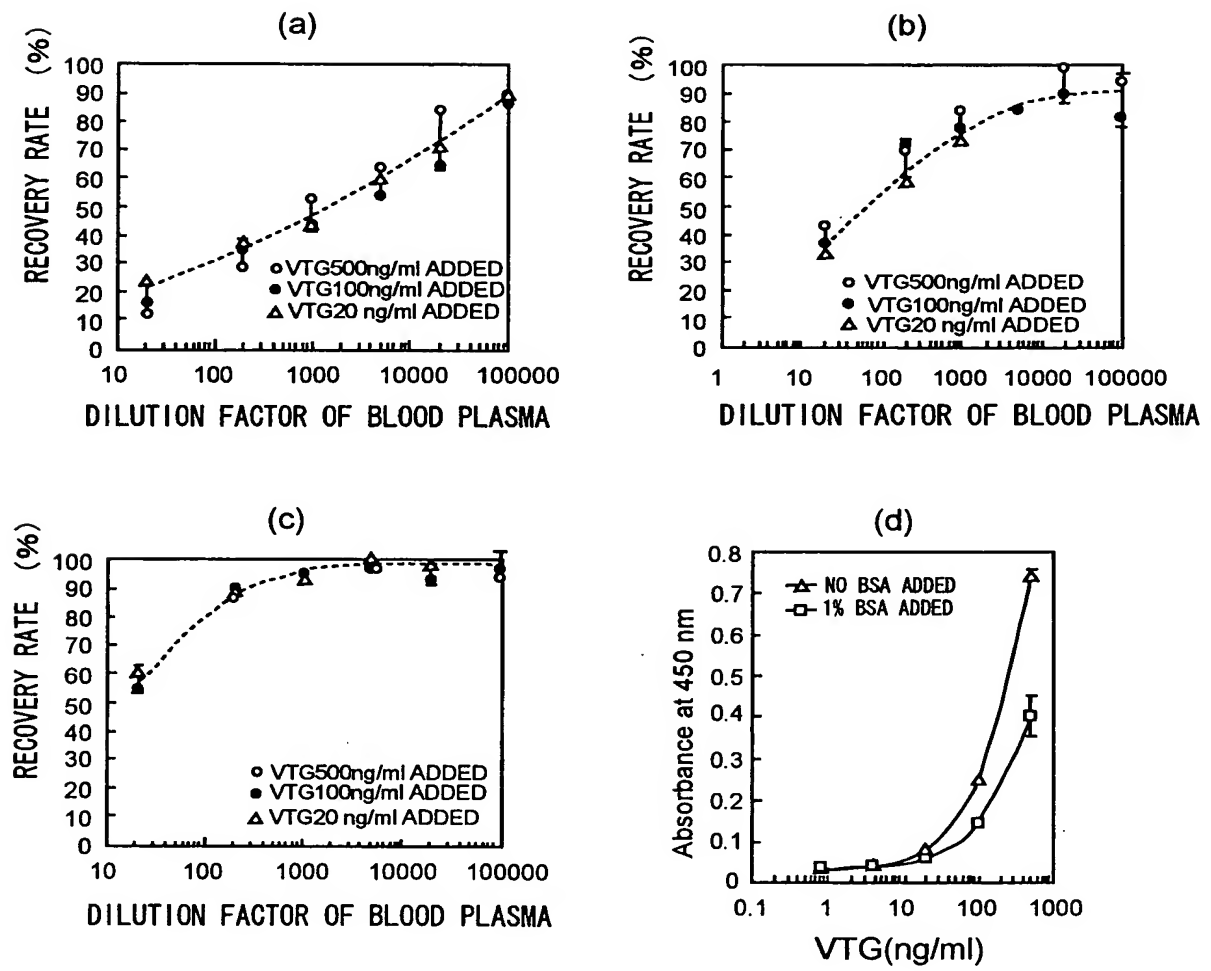 (a)
RECOVERY RATE (%)
100
90
80
70
60
50
40
30
20
10
0
VTG500ng/ml ADDED
VTG100ng/ml ADDED
VTG20 ng/ml ADDED
10 100 1000 10000 100000
DILUTION FACTOR OF BLOOD PLASMA
(b)
RECOVERY RATE (%)
100
90
80
70
60
50
40
30
20
10
0
VTG500ng/ml ADDED
VTG100ng/ml ADDED
VTG20 ng/ml ADDED
1 10 100 1000 10000 100000
DILUTION FACTOR OF BLOOD PLASMA
(c)
RECOVERY RATE (%)
100
90
80
70
60
50
40
90
20
10
0
VTG500ng/ml ADDED
VTG100ng/ml ADDED
VTG20 ng/ml ADDED
10 100 1000 10000 100000
DILUTION FACTOR OF BLOOD PLASMA
(d)
Absorbance at 450 nm
0.8
0.7
0.6
0.5
0.4
0.3
0.2
0.1
0
NO BSA ADDED
1% BSA ADDED
0.1 1 10 100 1000
VTG(ng/ml)